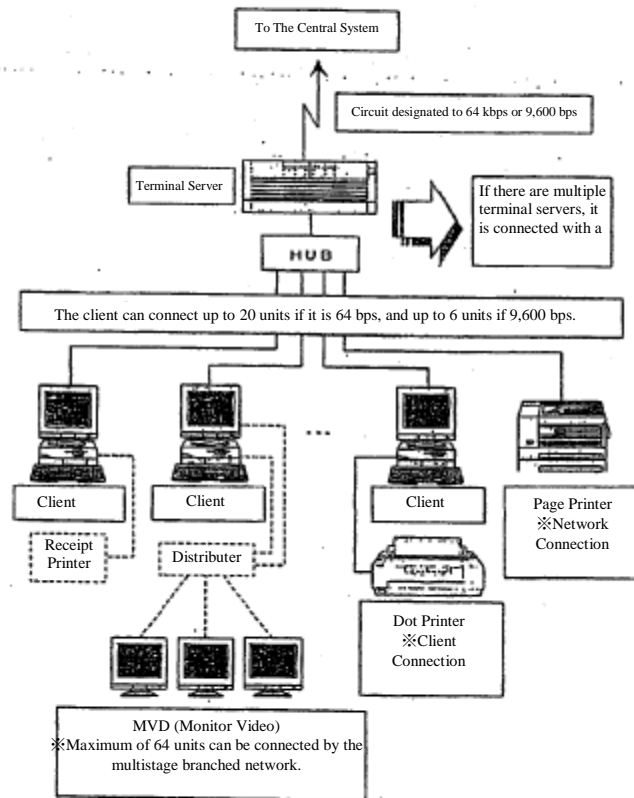 To The Central System
Circuit designated to 64 kbps or 9,600 bps
Terminal Server
If there are multiple
terminal servers, it
is connected with a
HUB
The client can connect up to 20 units if it is 64 bps, and up to 6 units if 9,600 bps.
...
Client
Client
Client
Page Printer
※Network
Connection
Receipt
Printer
Distributer
Dot Printer
※Client
Connection
MVD (Monitor Video)
※Maximum of 64 units can be connected by the
multistage branched network.